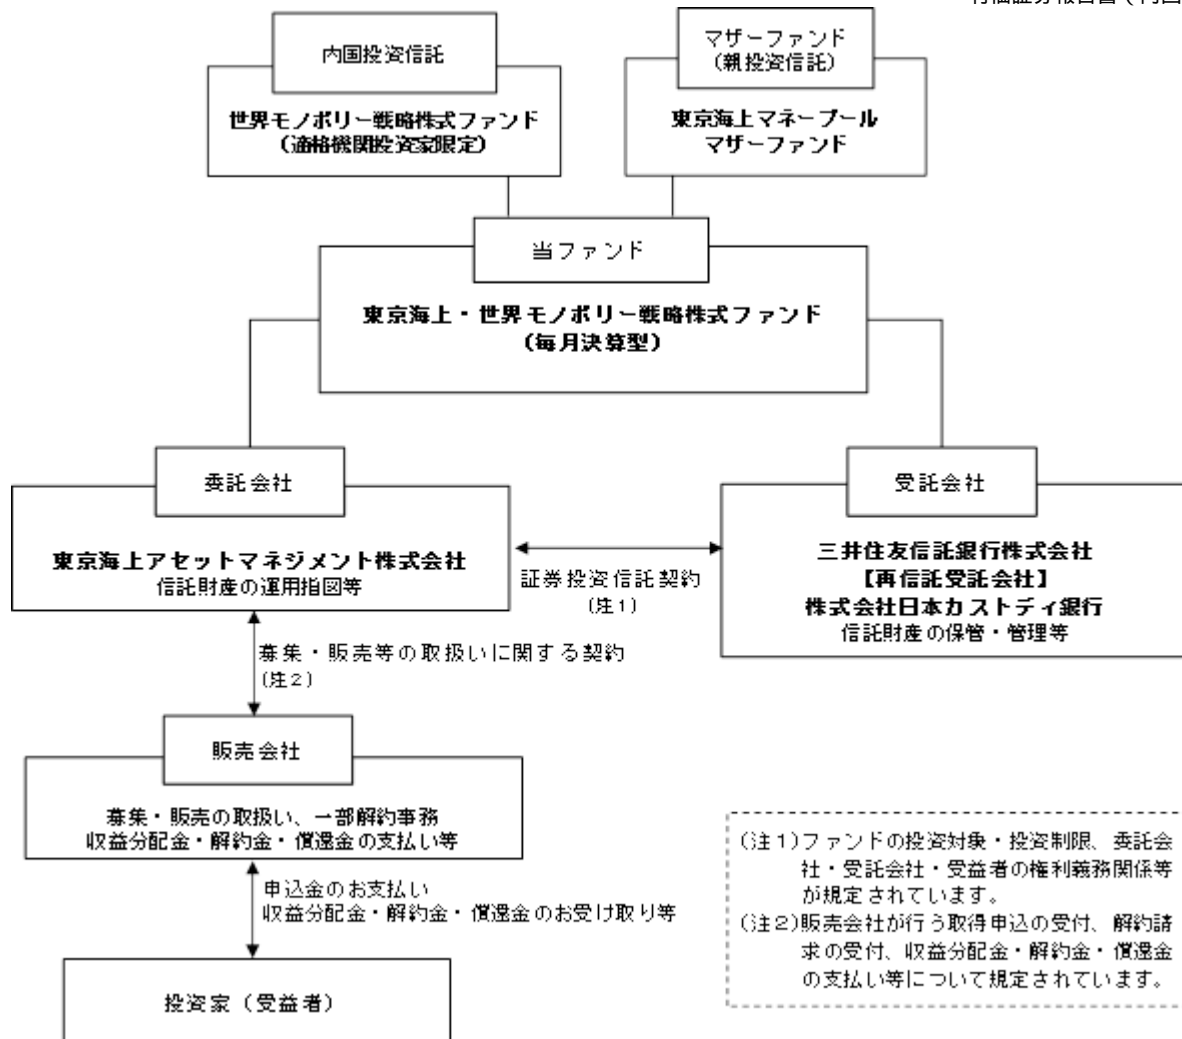 内国投資信託
世界モノポリー戦略株式ファンド
(適格機関投資家限定)
マザーファンド
(親投資信託)
東京海上マネープール
マザーファンド
当ファンド
東京海上・世界モノポリー戦略株式ファンド
(毎月決算型)
委託会社
東京海上アセットマネジメント株式会社
信託財産の運用指図等
証券投資信託契約
(注1)
受託会社
三井住友信託銀行株式会社
【再信託受託会社】
株式会社日本カストディ銀行
信託財産の保管・管理等
募集・販売等の取扱いに関する契約
(注2)
販売会社
募集・販売の取扱い、一部解約事務
収益分配金・解約金・償還金の支払い等
申込金のお支払い
収益分配金・解約金・償還金のお受け取り等
投資家(受益者)
(注1)ファンドの投資対象・投資制限、委託会
社・受託会社・受益者の権利義務関係等
が規定されています。
(注2)販売会社が行う取得申込の受付、解約請
求の受付、収益分配金・解約金・償還金
の支払い等について規定されています。